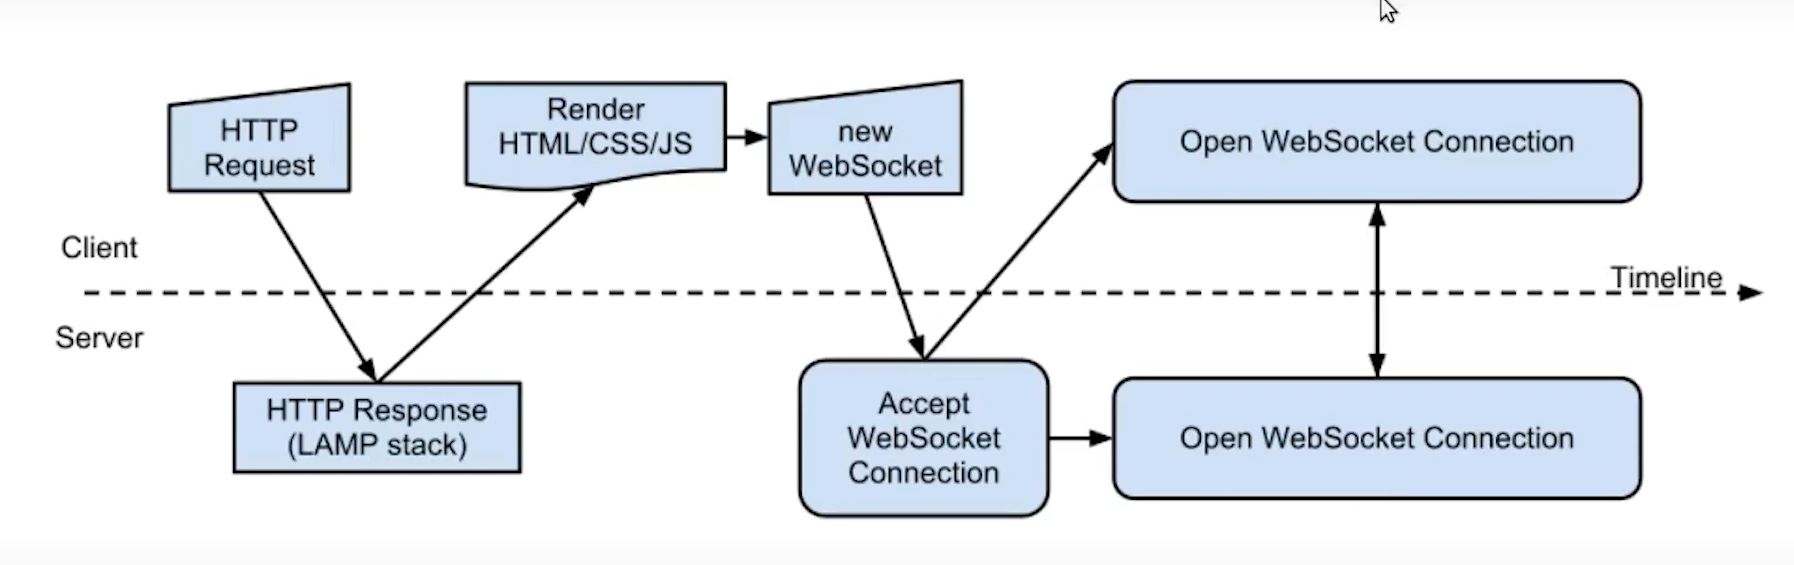 HTTP
Request
Render
HTML/CSS/JS
new
WebSocket
Open WebSocket Connection
Client
Timeline
Server
HTTP Response
(LAMP stack)
Accept
WebSocket
Connection
Open WebSocket Connection